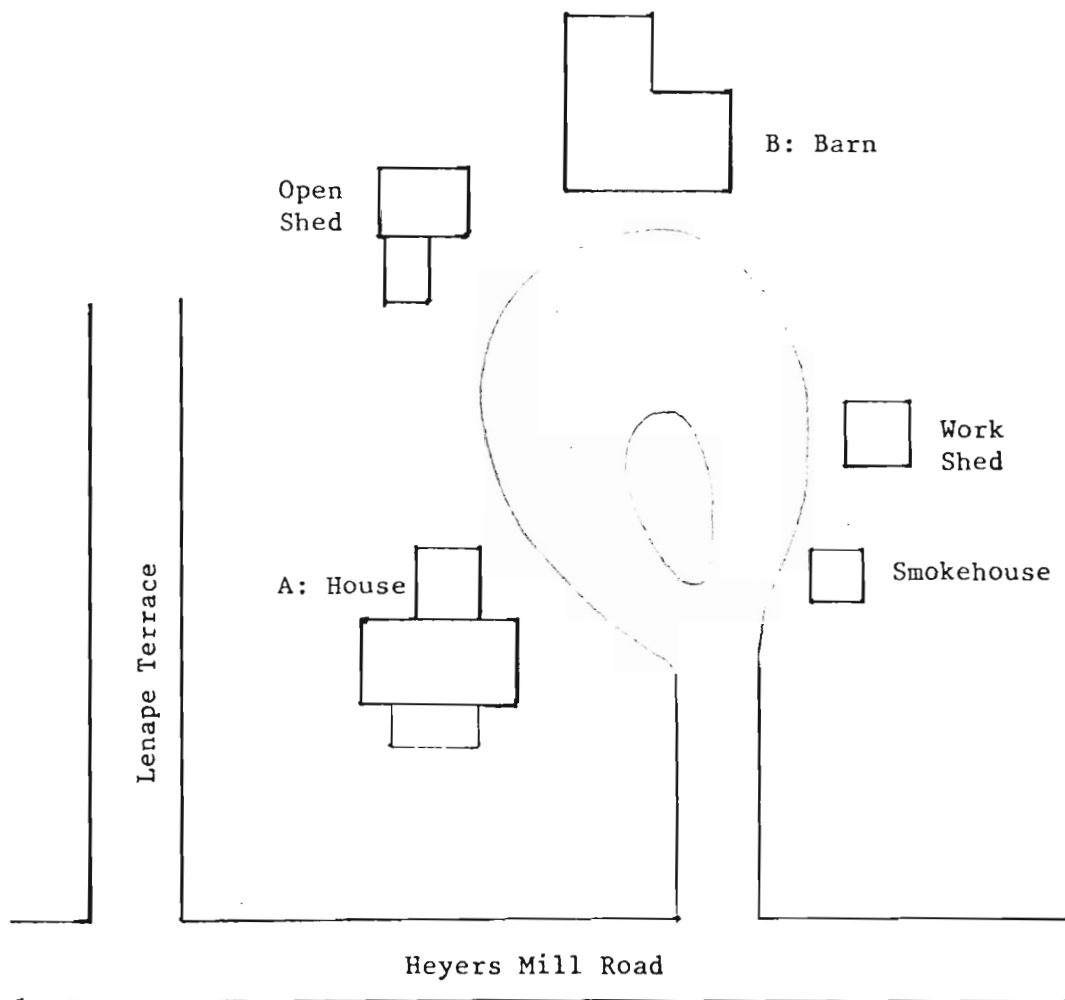 B: Barn
Open
Shed
Work
Shed
A: House
Smokehouse
Lenape Terrace
Heyers Mill Road